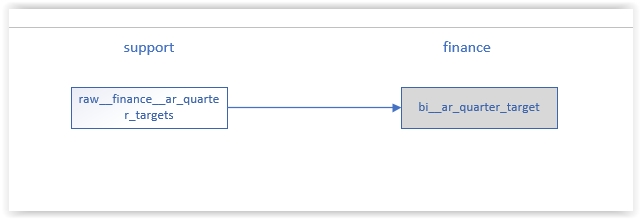 support
finance
raw__finance__ar_quarte
r_targets
bi__ar_quarter_target